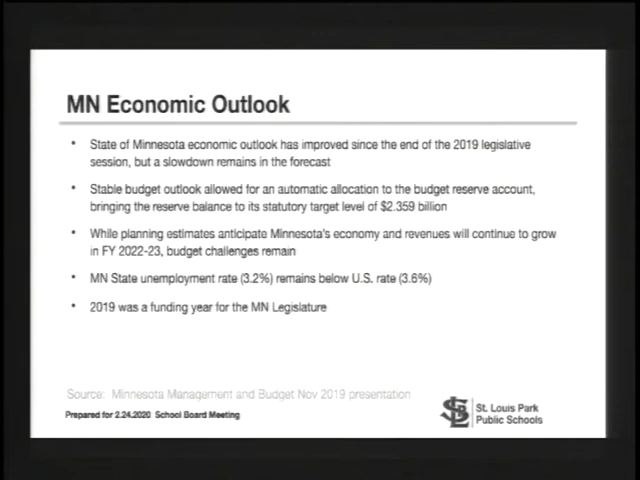 MN Economic Outlook
• State of Minnesota economic outlook has improved since the end of the 2019 legislative
session, but a slowdown remains in the forecast
• Stable budget outlook allowed for an automatic allocation to the budget reserve account,
bringing the reserve balance to its statutory target level of $2.359 billion
• While planning estimates anticipate Minnesota's economy and revenues will continue to grow
in FY 2022-23, budget challenges remain
• MN State unemployment rate (3.2%) remains below U.S. rate (3.6%)
• 2019 was a funding year for the MN Legislature
Source: Minnesota Management and Budget Nov 2019 presentation
Prepared for 2.24.2020 School Board Meeting
SLP
St. Louis Park
Public Schools